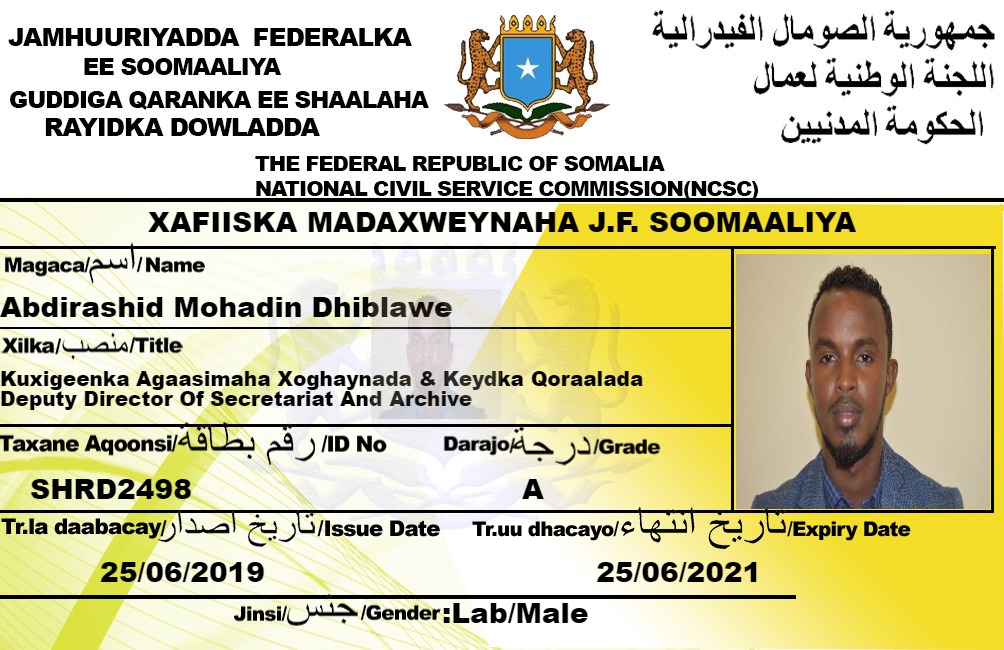 JAMHUURIYADDA FEDERALKA
EE SOOMAALIYA
GUDDIGA QARANKA EE SHAALAHA
RAYIDKA DOWLADDA
جمهورية الصومال الفيدرالية
اللجنة الوطنية لعمال
الحكومة المدنيين
THE FEDERAL REPUBLIC OF SOMALIA
NATIONAL CIVIL SERVICE COMMISSION(NCSC)
XAFIISKA MADAXWEYNAHA J.F. SOOMAALIYA
Magaca/اسم/Name
Abdirashid Mohadin Dhiblawe
Xilka/منصب/Title
Kuxigeenka Agaasimaha Xoghaynada & Keydka Qoraalada
Deputy Director Of Secretariat And Archive
Taxane Aqoonsi/رقم بطاقة/ID No Darajo/درجة/Grade
SHRD2498 A
Tr.la daabacay/تاريخ اصدار/Issue Date Tr.uu dhacayo/تاريخ انتهاء/Expiry Date
25/06/2019 25/06/2021
Jinsi/جنس/Gender:Lab/Male